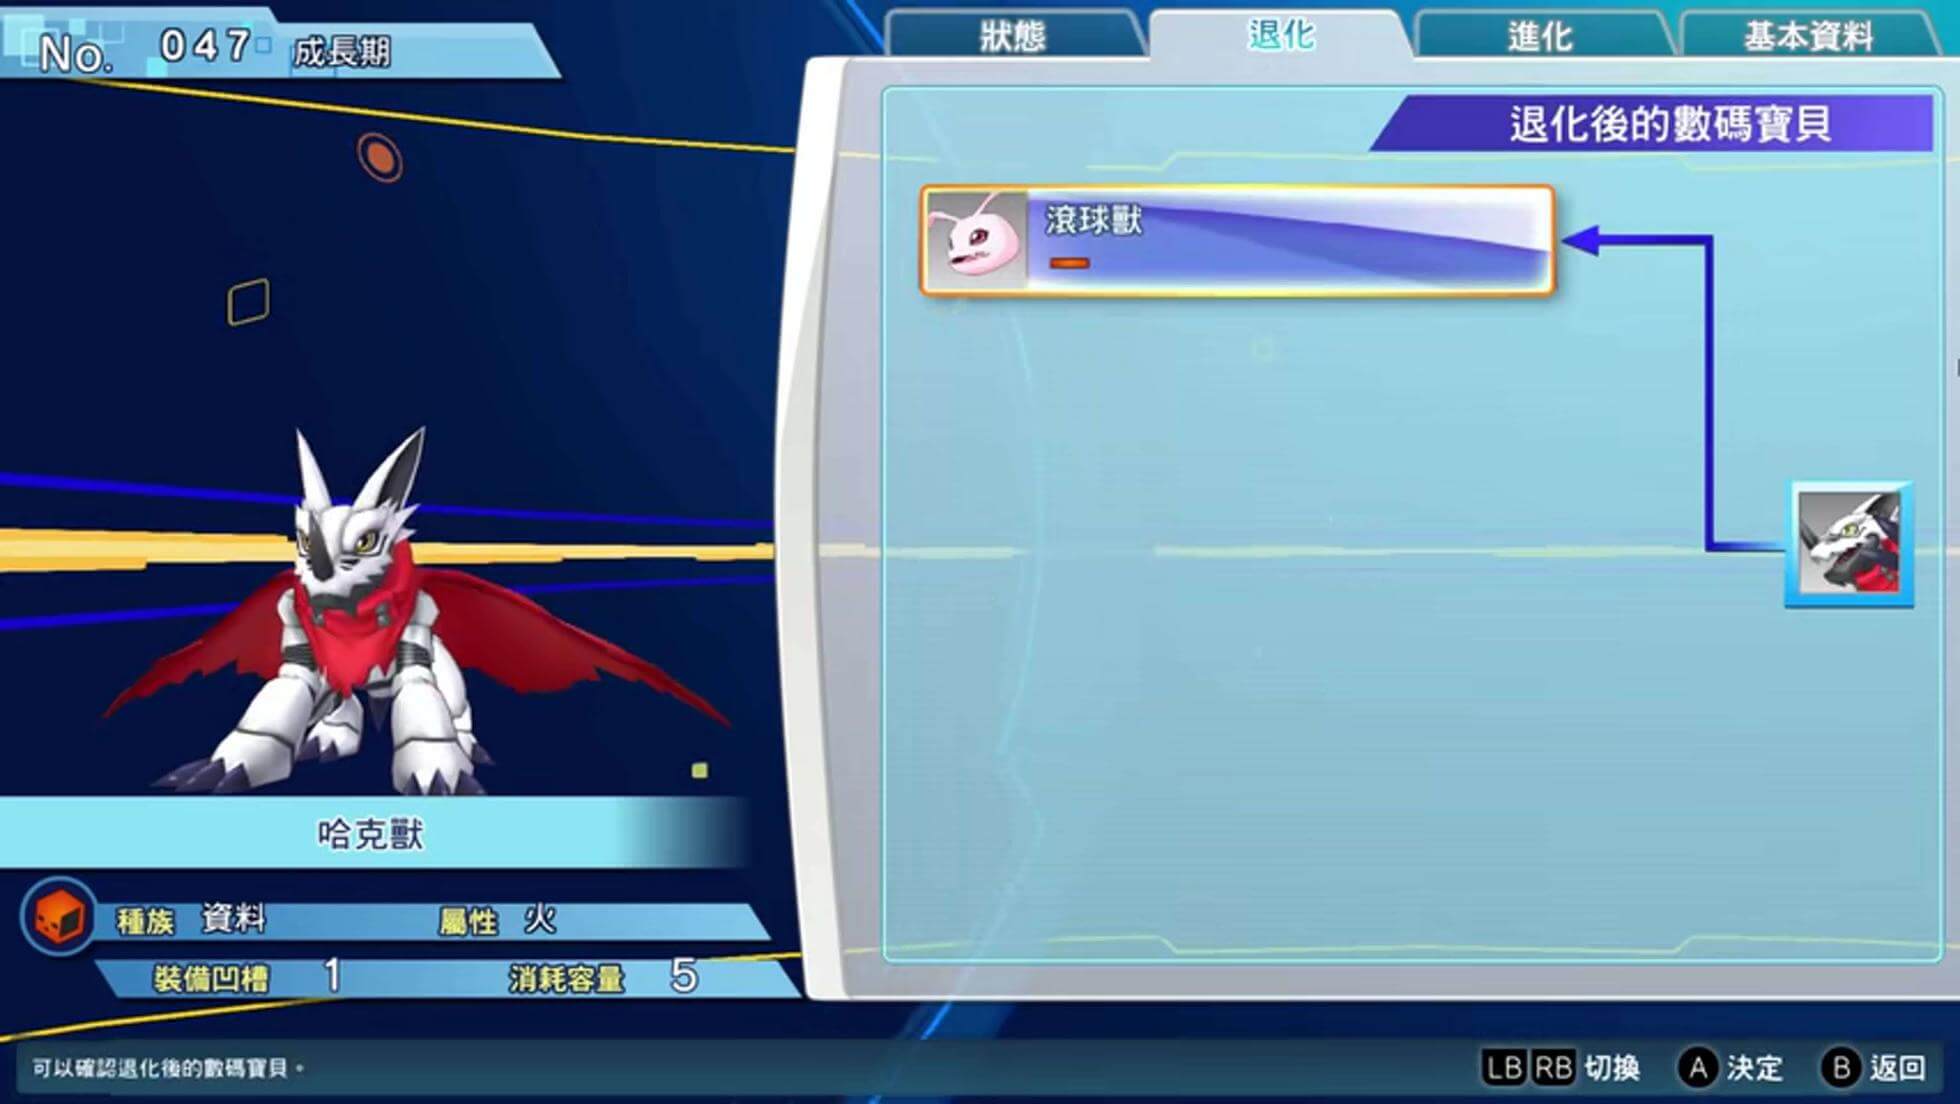 No. 047 成長期
狀態 退化 進化 基本資料
退化後的數碼寶貝
滾球獸
哈克獸
種族 資料 屬性 火
裝備凹槽 1 消耗容量 5
可以確認退化後的數碼寶貝。
LB RB 切換 A 決定 B 返回